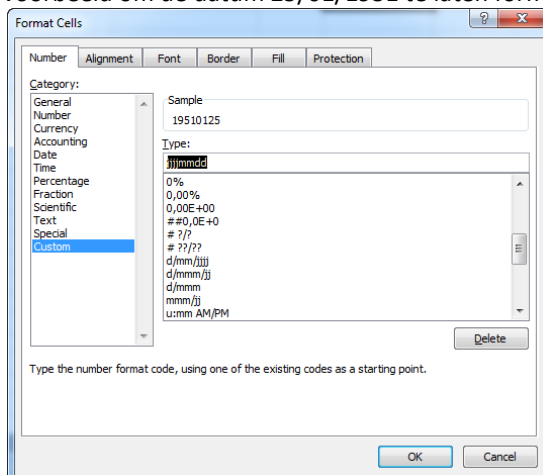 om de datum
Format Cells
Number Alignment Font Border Fill Protection
Category:
General
Number
Currency
Accounting
Date
Time
Percentage
Fraction
Scientific
Text
Special
Custom
Sample
19510125
Type:
jjjjmmdd
0%
0,00%
0,00E+00
##0,0E+0
# ?/?
# ??/??
d/mm/jjjj
d/mmm/jj
d/mmm
mmm/jj
u:mm AM/PM
Delete
Type the number format code, using one of the existing codes as a starting point.
OK Cancel